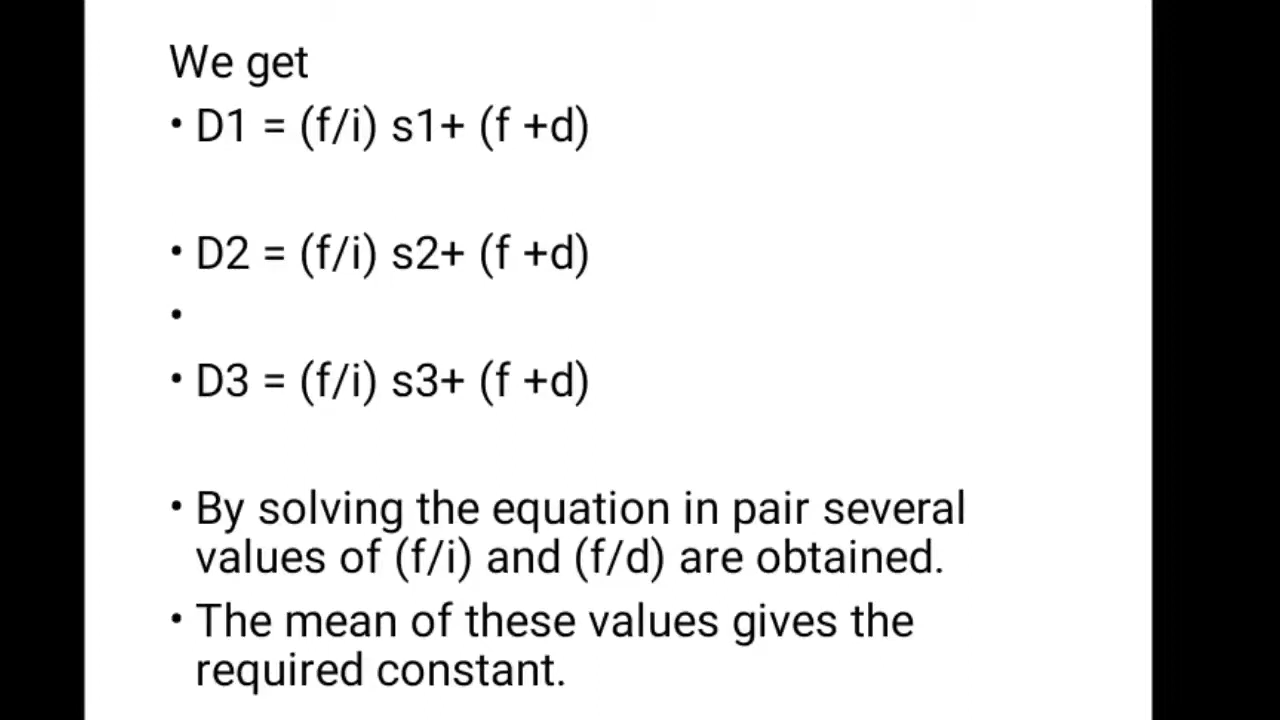 We get
• D1 = (f/i) s1+ (f +d)
• D2 = (f/i) s2+ (f +d)
•
• D3 = (f/i) s3+ (f +d)
• By solving the equation in pair several
values of (f/i) and (f/d) are obtained.
• The mean of these values gives the
required constant.